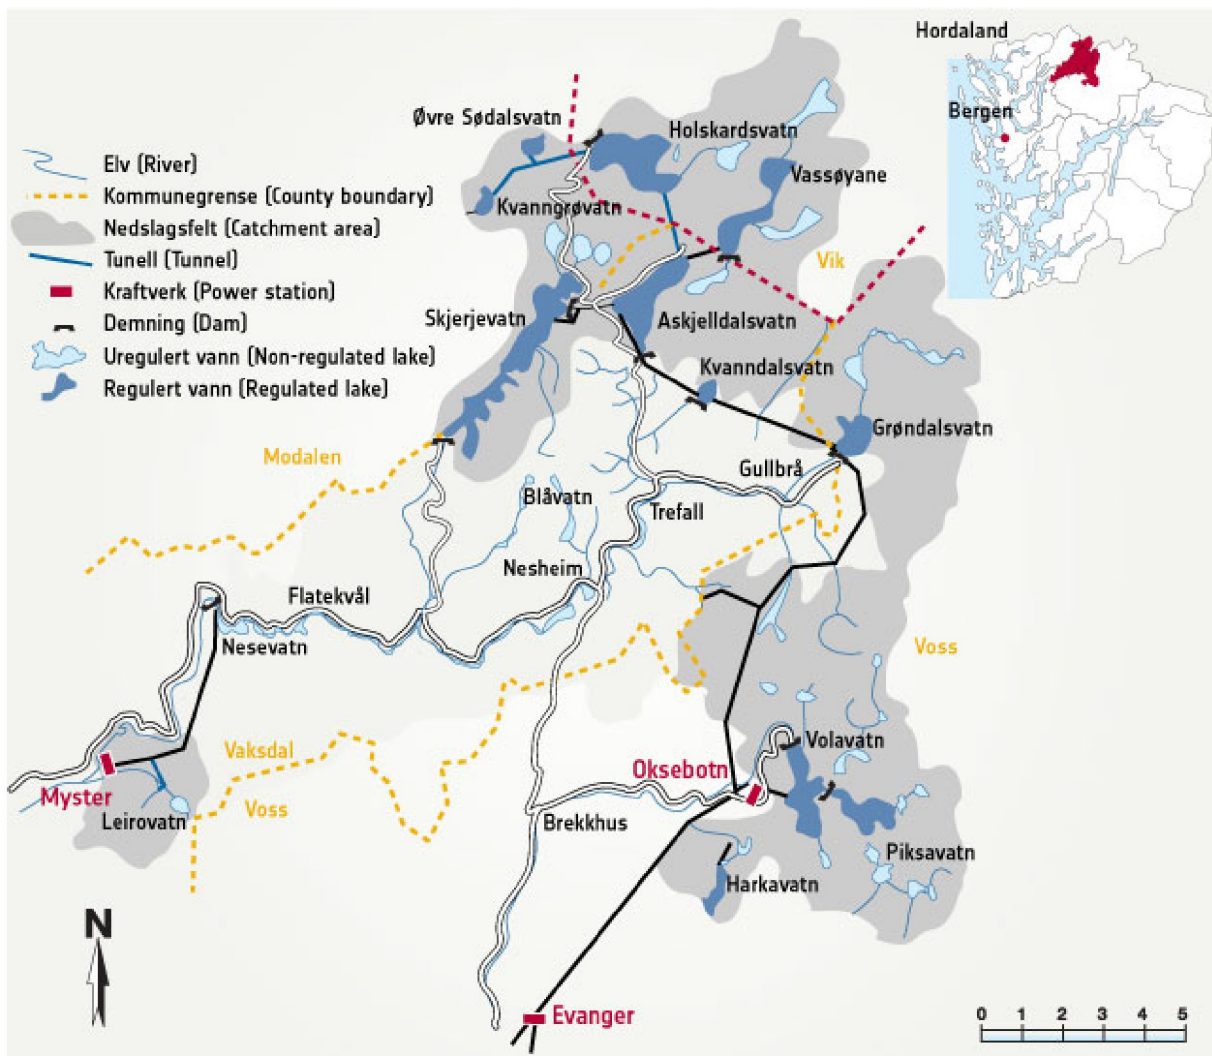 Hordaland
Bergen
Øvre Sødalsvatn
Holskardsvatn
Vassøyane
Kvanngrøvatn
Elv (River)
Kommunegrense (County boundary)
Nedslagsfelt (Catchment area)
Tunell (Tunnel)
Kraftverk (Power station)
Demning (Dam)
Uregulert vann (Non-regulated lake)
Regulert vann (Regulated lake)
Vik
Skjerjevatn
Askjelldalsvatn
Kvanndalsvatn
Grøndalsvatn
Modalen
Gullbrå
Blåvatn
Trefall
Nesheim
Flatekvål
Nesevatn
Voss
Vaksdal
Volavatn
Oksebotn
Myster
Voss
Leirovatn
Brekkhus
Piksavatn
Harkavatn
N
Evanger
0 1 2 3 4 5